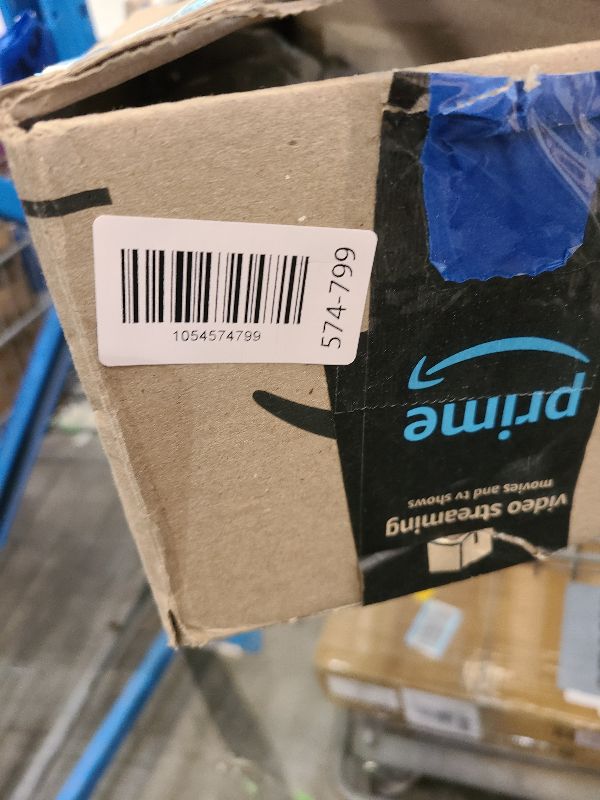 1054574799
574-799
prime
video streaming
movies and tv shows